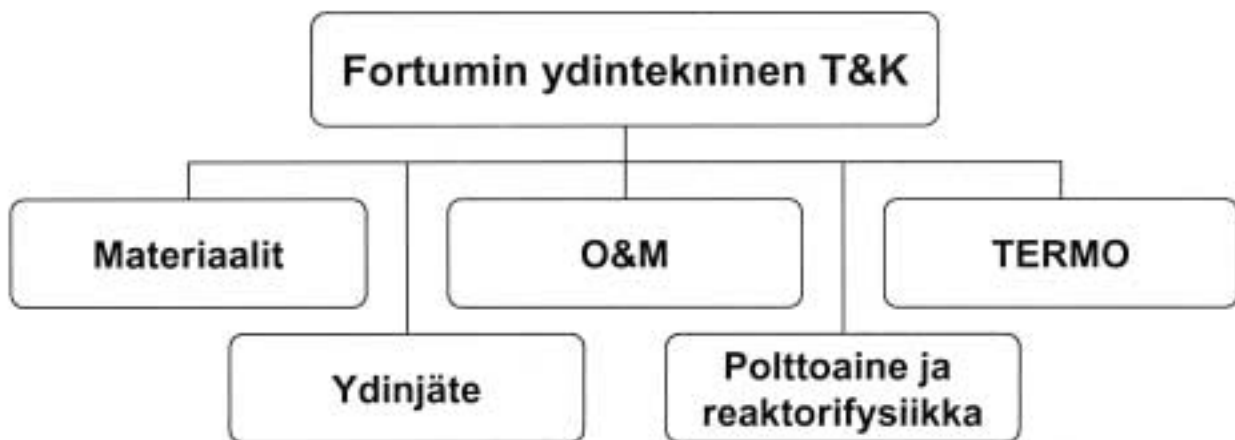 Fortumin ydintekninen T&K
Materiaalit
O&M
TERMO
Ydinjäte
Polttoaine ja
reaktorifysiikka